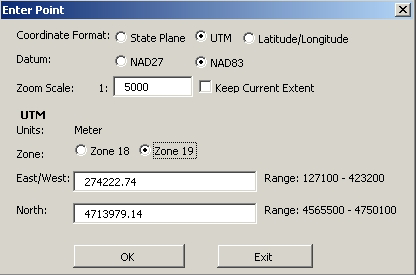 Enter Point
Coordinate Format: State Plane UTM Latitude/Longitude
Datum: NAD27 NAD83
Zoom Scale: 1: 5000 Keep Current Extent
UTM
Units: Meter
Zone: Zone 18 Zone 19
East/West: 274222.74 Range: 127100 - 423200
North: 4713979.14 Range: 4565500 - 4750100
OK Exit